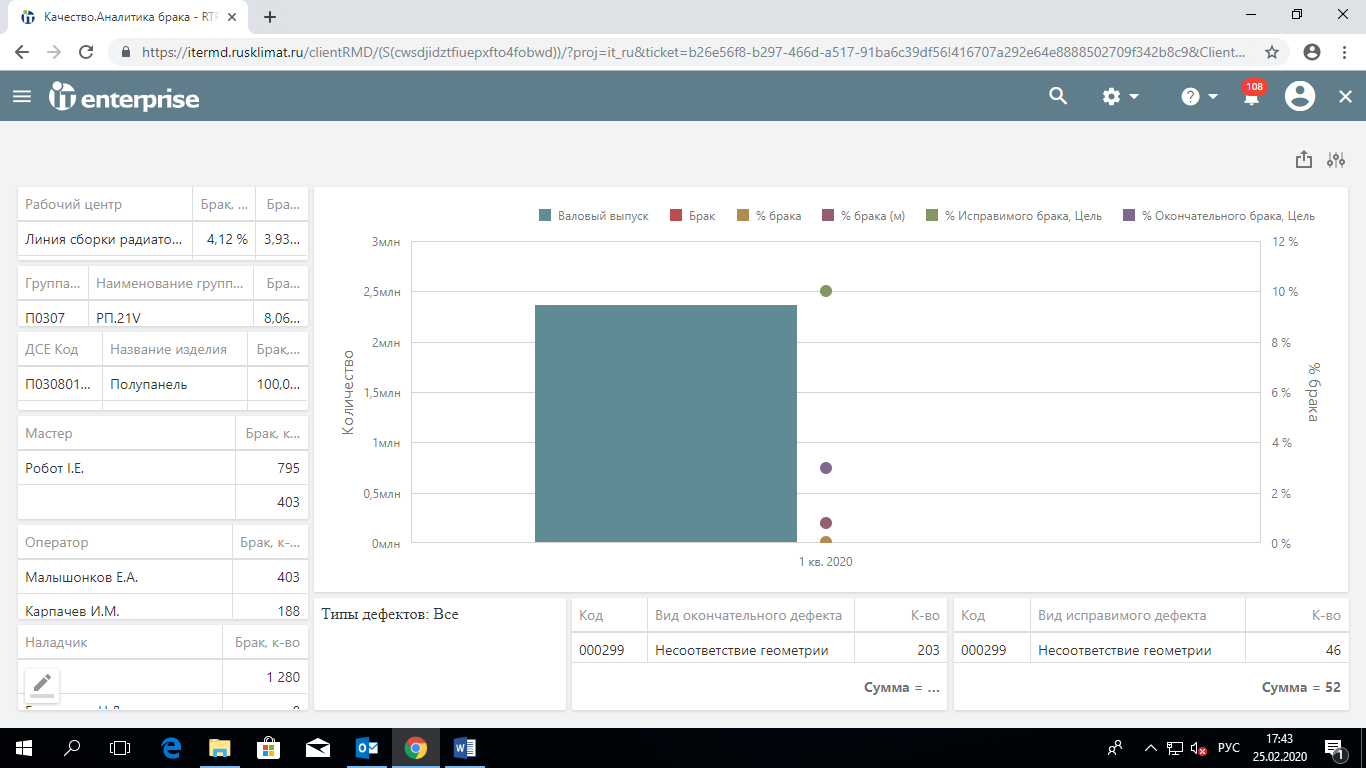 Качество.Аналитика брака - RTF
https://itermd.rusklimat.ru/clientRMD/(S(cwsdjidztfiuepxfto4fobwd))/?proj=it_ru&ticket=b26e56f8-b297-466d-a517-91ba6c39df56!416707a292e64e8888502709f342b8c9&Client...
it enterprise
108
Рабочий центр Брак, ... Бра...
Линия сборки радиато... 4,12 % 3,93...
Группа... Наименование групп... Бра...
П0307 РП.21V 8,06...
ДСЕ Код Название изделия Брак,...
П030801... Полупанель 100,0...
Мастер Брак, к...
Робот I.E. 795
403
Оператор Брак, к-...
Малышонков Е.А. 403
Карпачев И.М. 188
Наладчик Брак, к-во
1 280
Валовый выпуск Брак % брака % брака (м) % Исправимого брака, Цель % Окончательного брака, Цель
3млн 12 %
2,5млн 10 %
2млн 8 %
1,5млн 6 %
1млн 4 %
0,5млн 2 %
0млн 0 %
Количество
% брака
1 кв. 2020
Типы дефектов: Все
Код Вид окончательного дефекта К-во
000299 Несоответствие геометрии 203
Сумма = ...
Код Вид исправимого дефекта К-во
000299 Несоответствие геометрии 46
Сумма = 52
РУС
17:43
25.02.2020
1